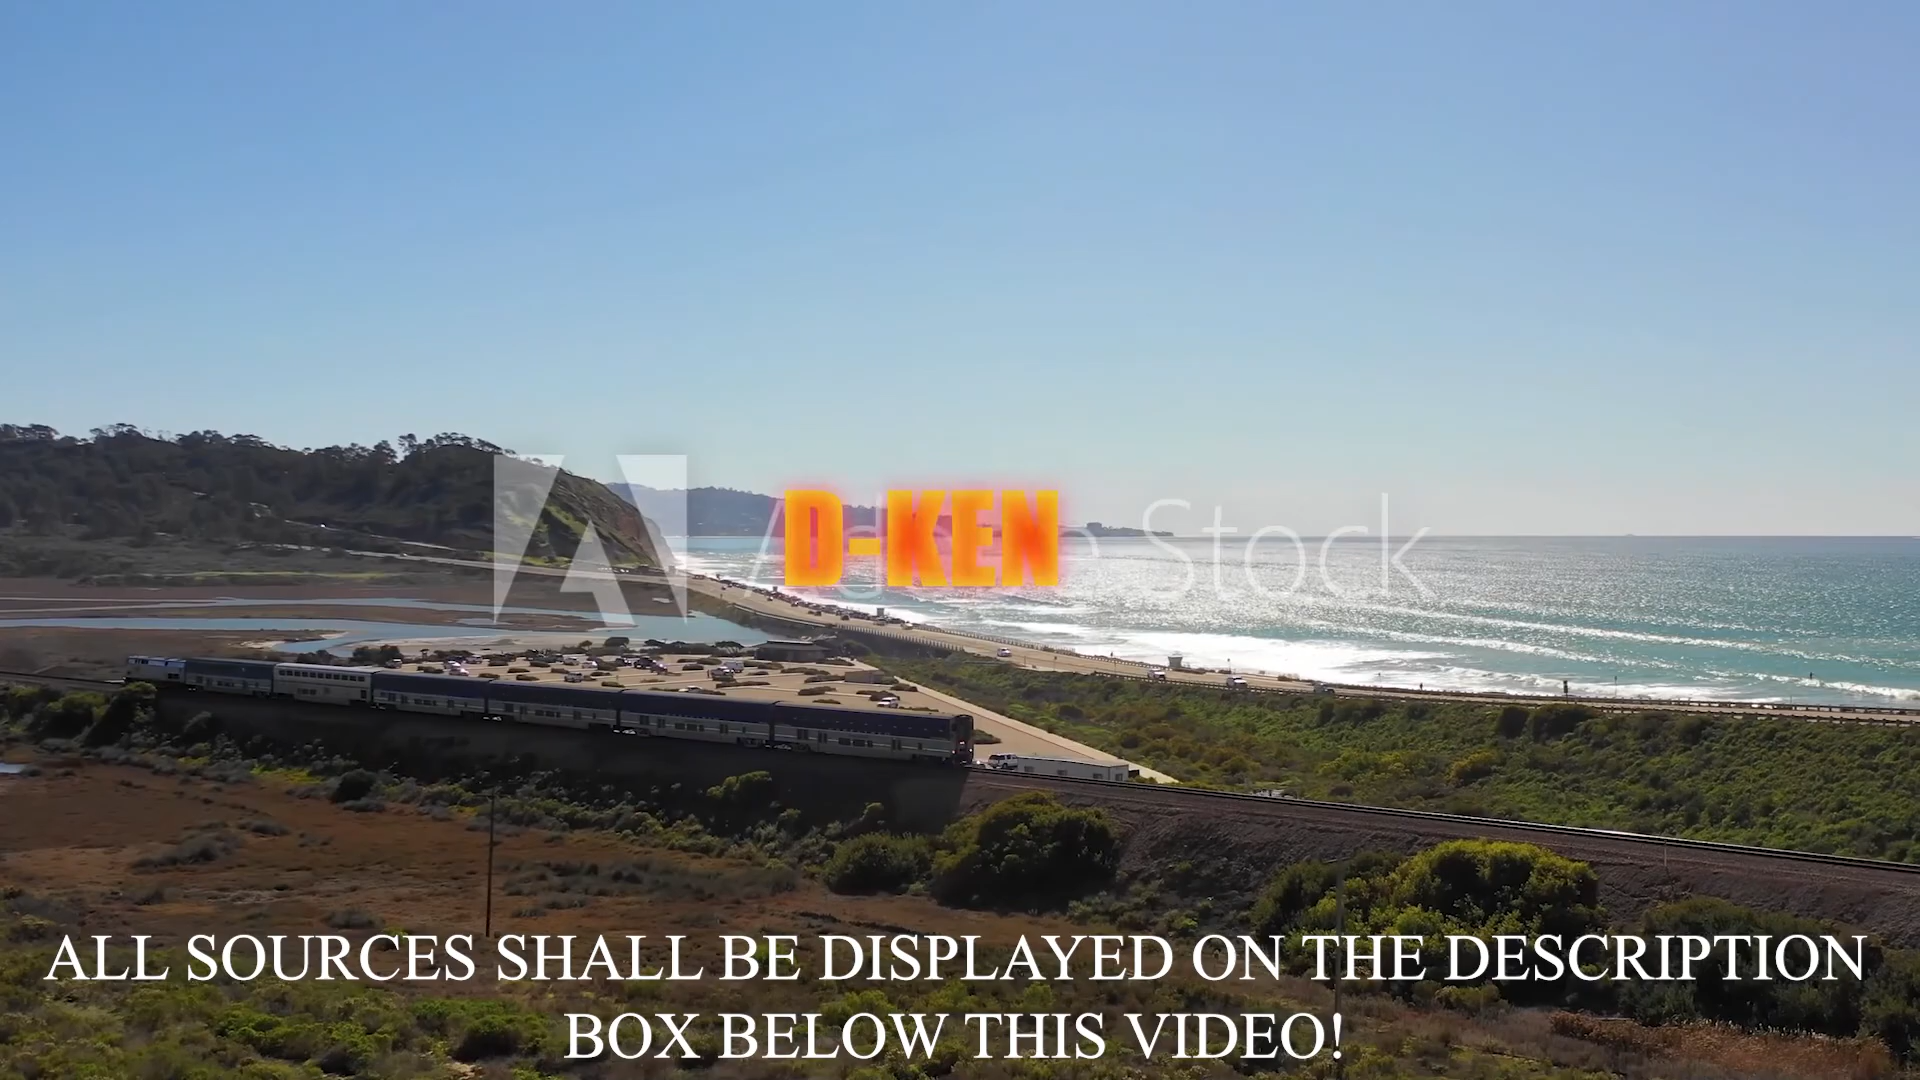 Adobe Stock
D-KEN
ALL SOURCES SHALL BE DISPLAYED ON THE DESCRIPTION
BOX BELOW THIS VIDEO!